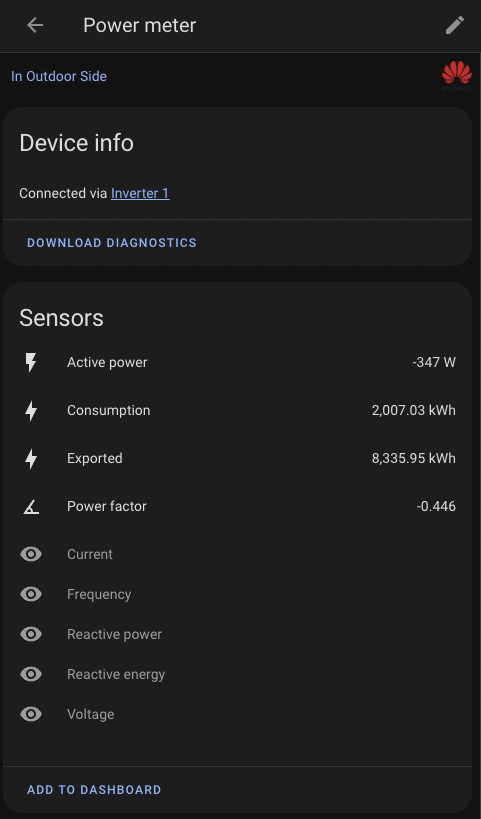 Power meter
In Outdoor Side
Device info
Connected via Inverter 1
DOWNLOAD DIAGNOSTICS
Sensors
Active power -347 W
Consumption 2,007.03 kWh
Exported 8,335.95 kWh
Power factor -0.446
Current
Frequency
Reactive power
Reactive energy
Voltage
ADD TO DASHBOARD